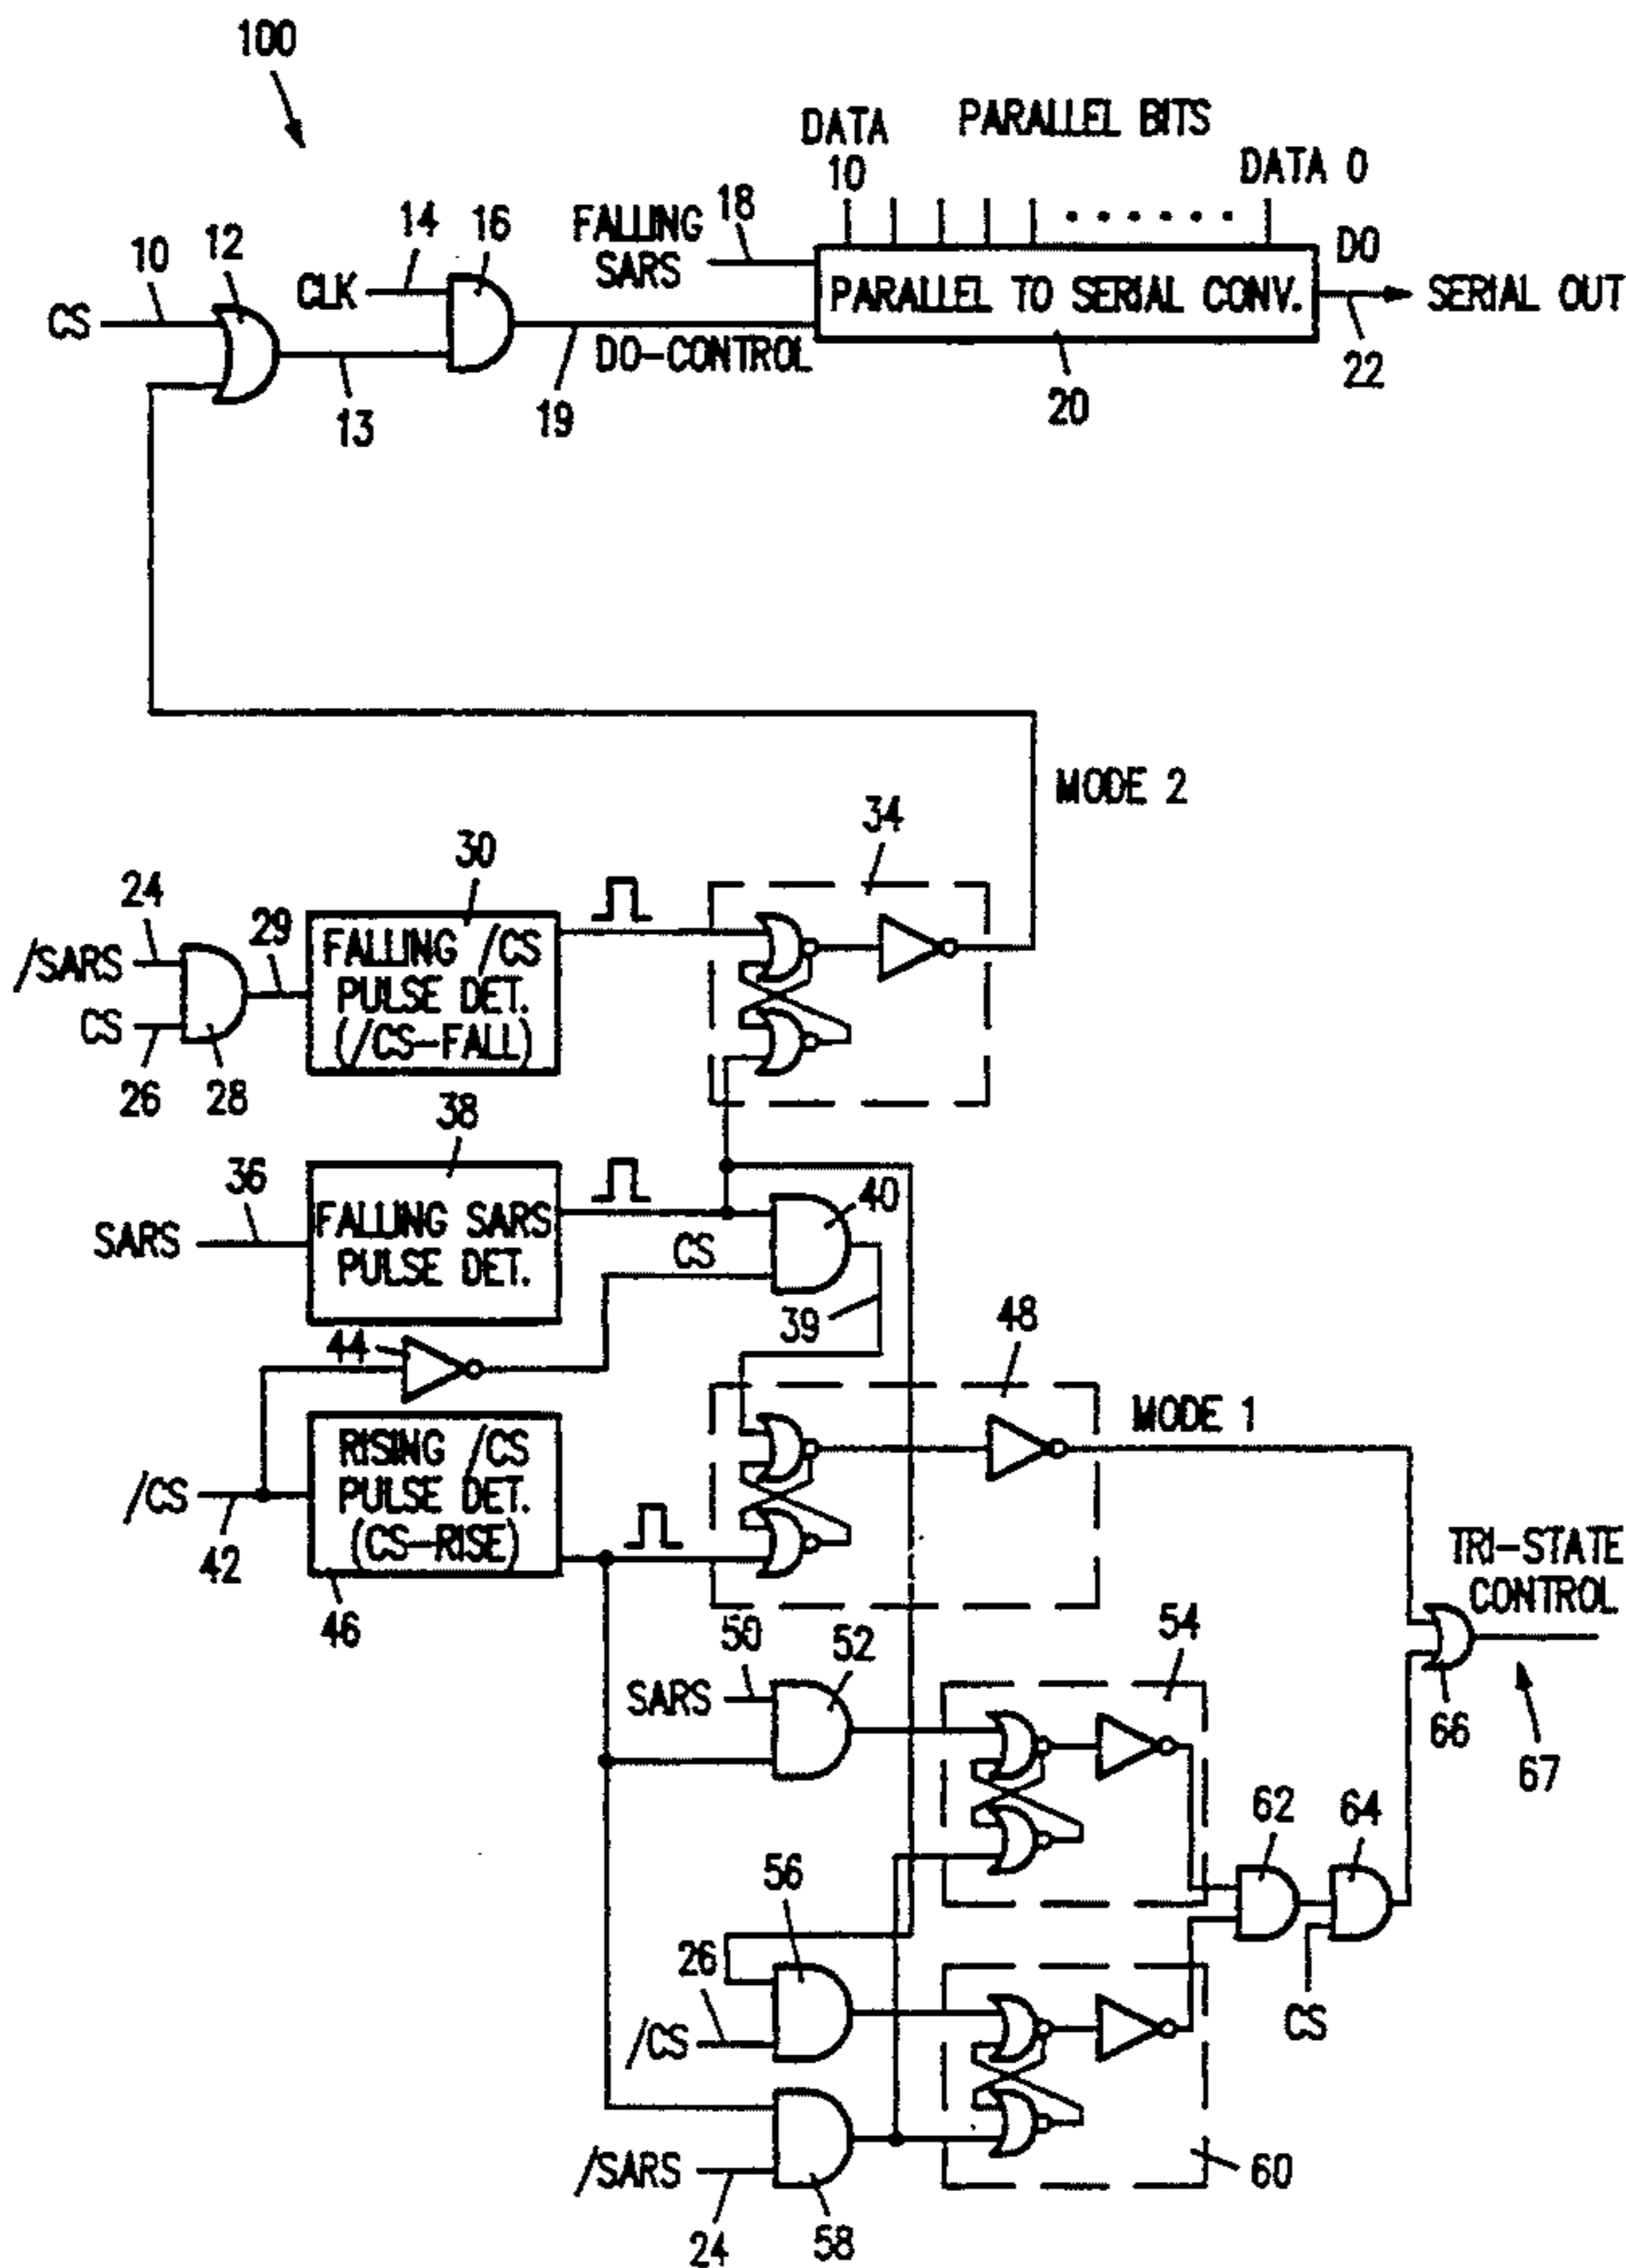 100
DATA
10
PARALLEL BITS
DATA 0
CS
10
12
13
CLK
14
16
FALLING
SARS
18
DO-CONTROL
19
PARALLEL TO SERIAL CONV.
20
DO
SERIAL OUT
22
MODE 2
34
24
/SARS
CS
26
28
29
30
FALLING /CS
PULSE DET.
(/CS-FALL)
38
36
SARS
FALLING SARS
PULSE DET.
CS
40
39
44
48
MODE 1
/CS
42
RISING /CS
PULSE DET.
(CS-RISE)
46
TRI-STATE
CONTROL
50
52
SARS
54
66
67
62
64
56
26
/CS
CS
/SARS
24
58
60